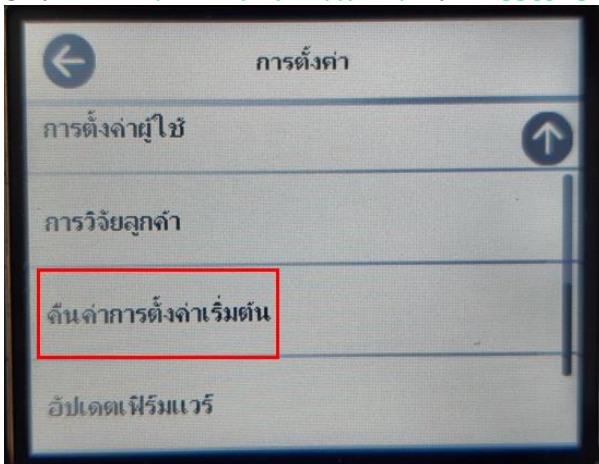 การตั้งค่า
การตั้งค่าผู้ใช้
การวิจัยลูกค้า
คืนค่าการตั้งค่าเริ่มต้น
อัปเดตเฟิร์มแวร์